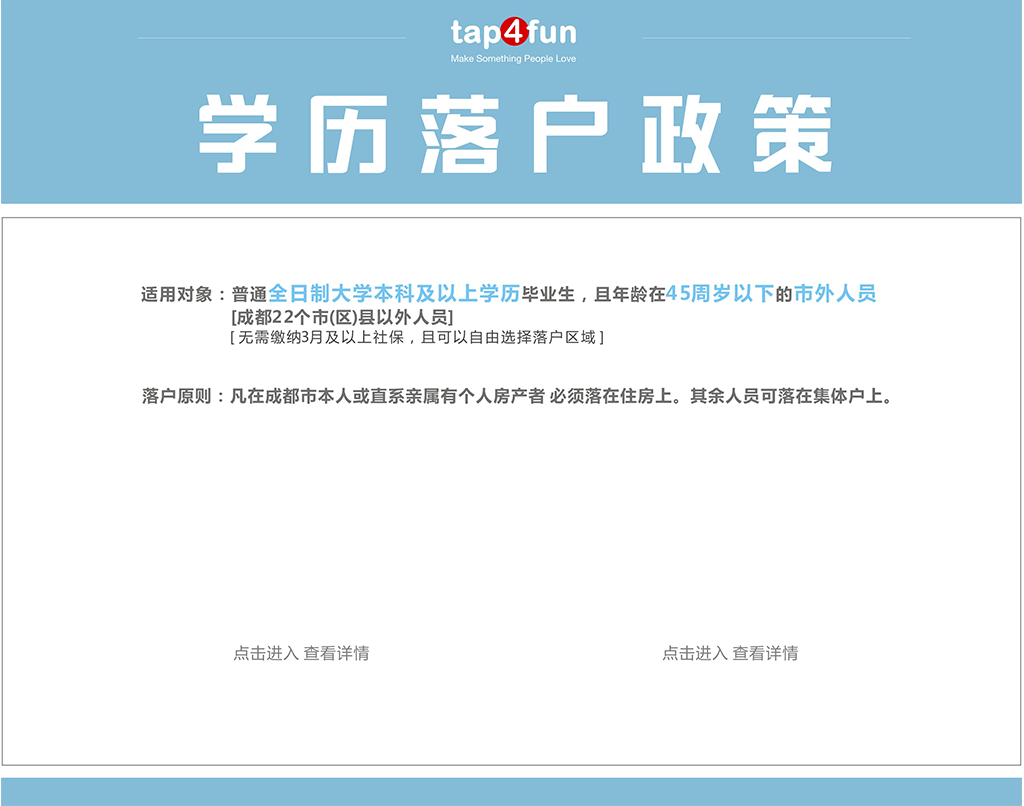 tap4fun
Make Something People Love
学历落户政策
适用对象：普通全日制大学本科及以上学历毕业生，且年龄在45周岁以下的市外人员
[成都22个市(区)县以外人员]
[ 无需缴纳3月及以上社保，且可以自由选择落户区域 ]
落户原则：凡在成都市本人或直系亲属有个人房产者 必须落在住房上。其余人员可落在集体户上。
点击进入 查看详情
点击进入 查看详情